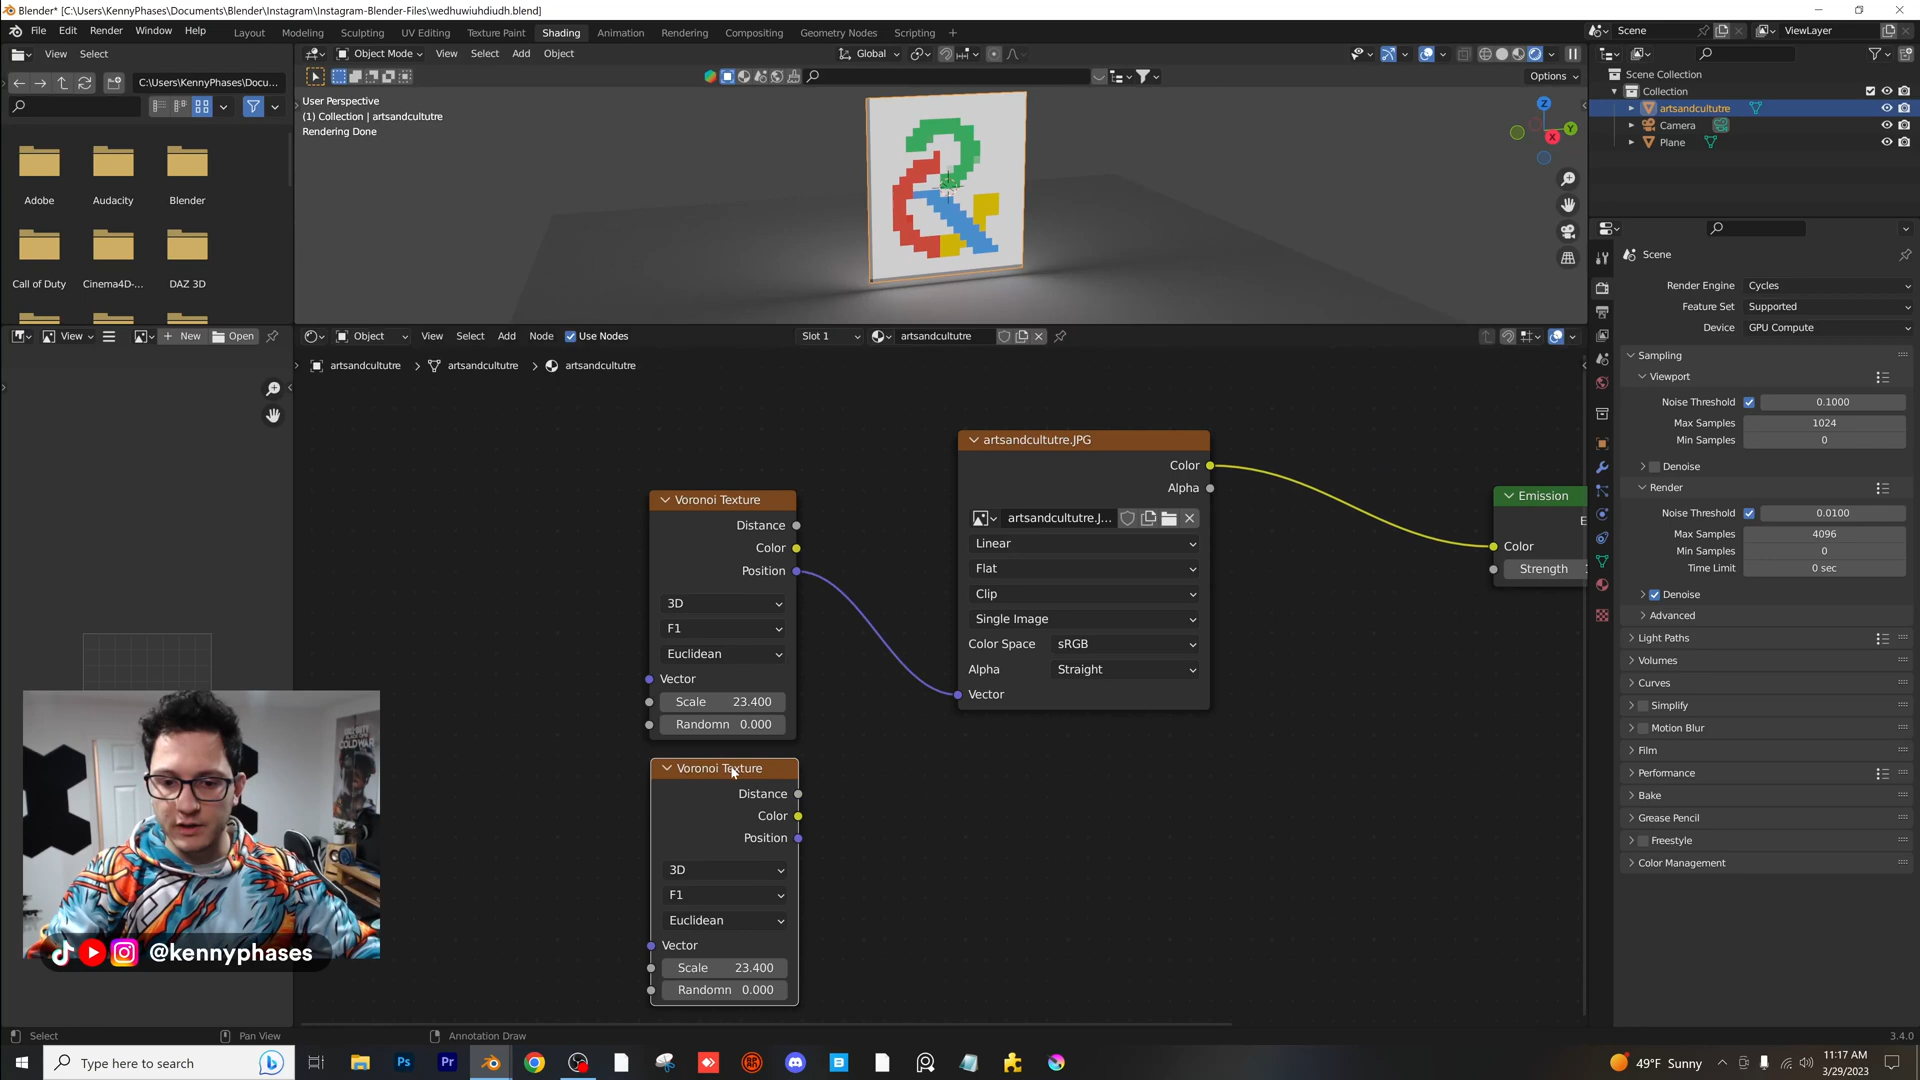 Blender* [C:\Users\KennyPhases\Documents\Blender\Instagram\Instagram-Blender-Files\wedhuwiuhdiudh.blend]
File Edit Render Window Help
Layout Modeling Sculpting UV Editing Texture Paint Shading Animation Rendering Compositing Geometry Nodes Scripting +
Scene
ViewLayer
View Select
Object Mode View Select Add Object
Global
C:\Users\KennyPhases\Docu...
Options
User Perspective
(1) Collection | artsandcultutre
Rendering Done
Z
Y
X
Adobe Audacity Blender
Call of Duty Cinema4D-... DAZ 3D
Scene Collection
Collection
artsandcultutre
Camera
Plane
View
New
Open
Object View Select Add Node Use Nodes
Slot 1
artsandcultutre
artsandcultutre > artsandcultutre > artsandcultutre
Voronoi Texture
Distance
Color
Position
3D
F1
Euclidean
Vector
Scale 23.400
Randomn 0.000
Voronoi Texture
Distance
Color
Position
3D
F1
Euclidean
Vector
Scale 23.400
Randomn 0.000
artsandcultutre.JPG
Color
Alpha
artsandcultutre.J...
Linear
Flat
Clip
Single Image
Color Space sRGB
Alpha Straight
Vector
Emission
E
Color
Strength
Scene
Render Engine Cycles
Feature Set Supported
Device GPU Compute
Sampling
Viewport
Noise Threshold 0.1000
Max Samples 1024
Min Samples 0
Denoise
Render
Noise Threshold 0.0100
Max Samples 4096
Min Samples 0
Time Limit 0 sec
Denoise
Advanced
Light Paths
Volumes
Curves
Simplify
Motion Blur
Film
Performance
Bake
Grease Pencil
Freestyle
Color Management
COLD WAR
@kennyphases
Select
Pan View
Annotation Draw
3.4.0
Type here to search
Ps
Pr
49°F Sunny
11:17 AM
3/29/2023